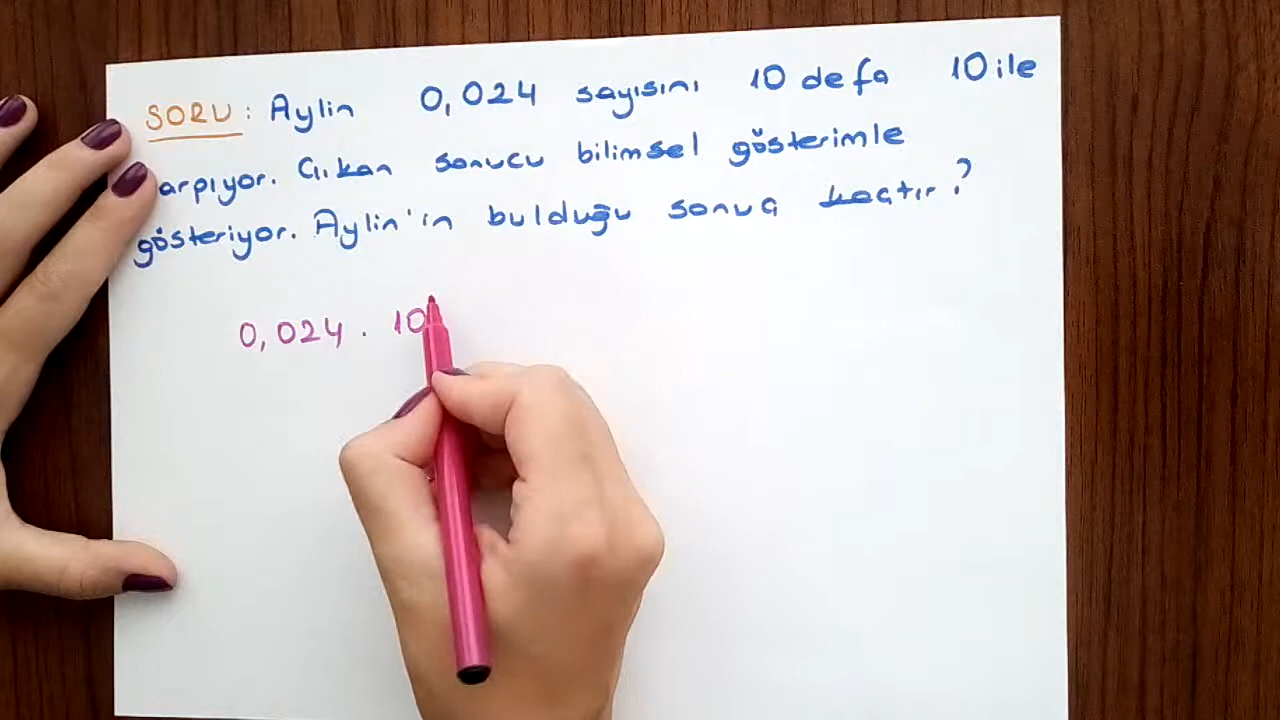 SORU: Aylin 0,024 sayısını 10 defa 10 ile
arpıyor. Çıkan sonucu bilimsel gösterimle
gösteriyor. Aylin'in bulduğu sonuç kaçtır?
0,024 . 10